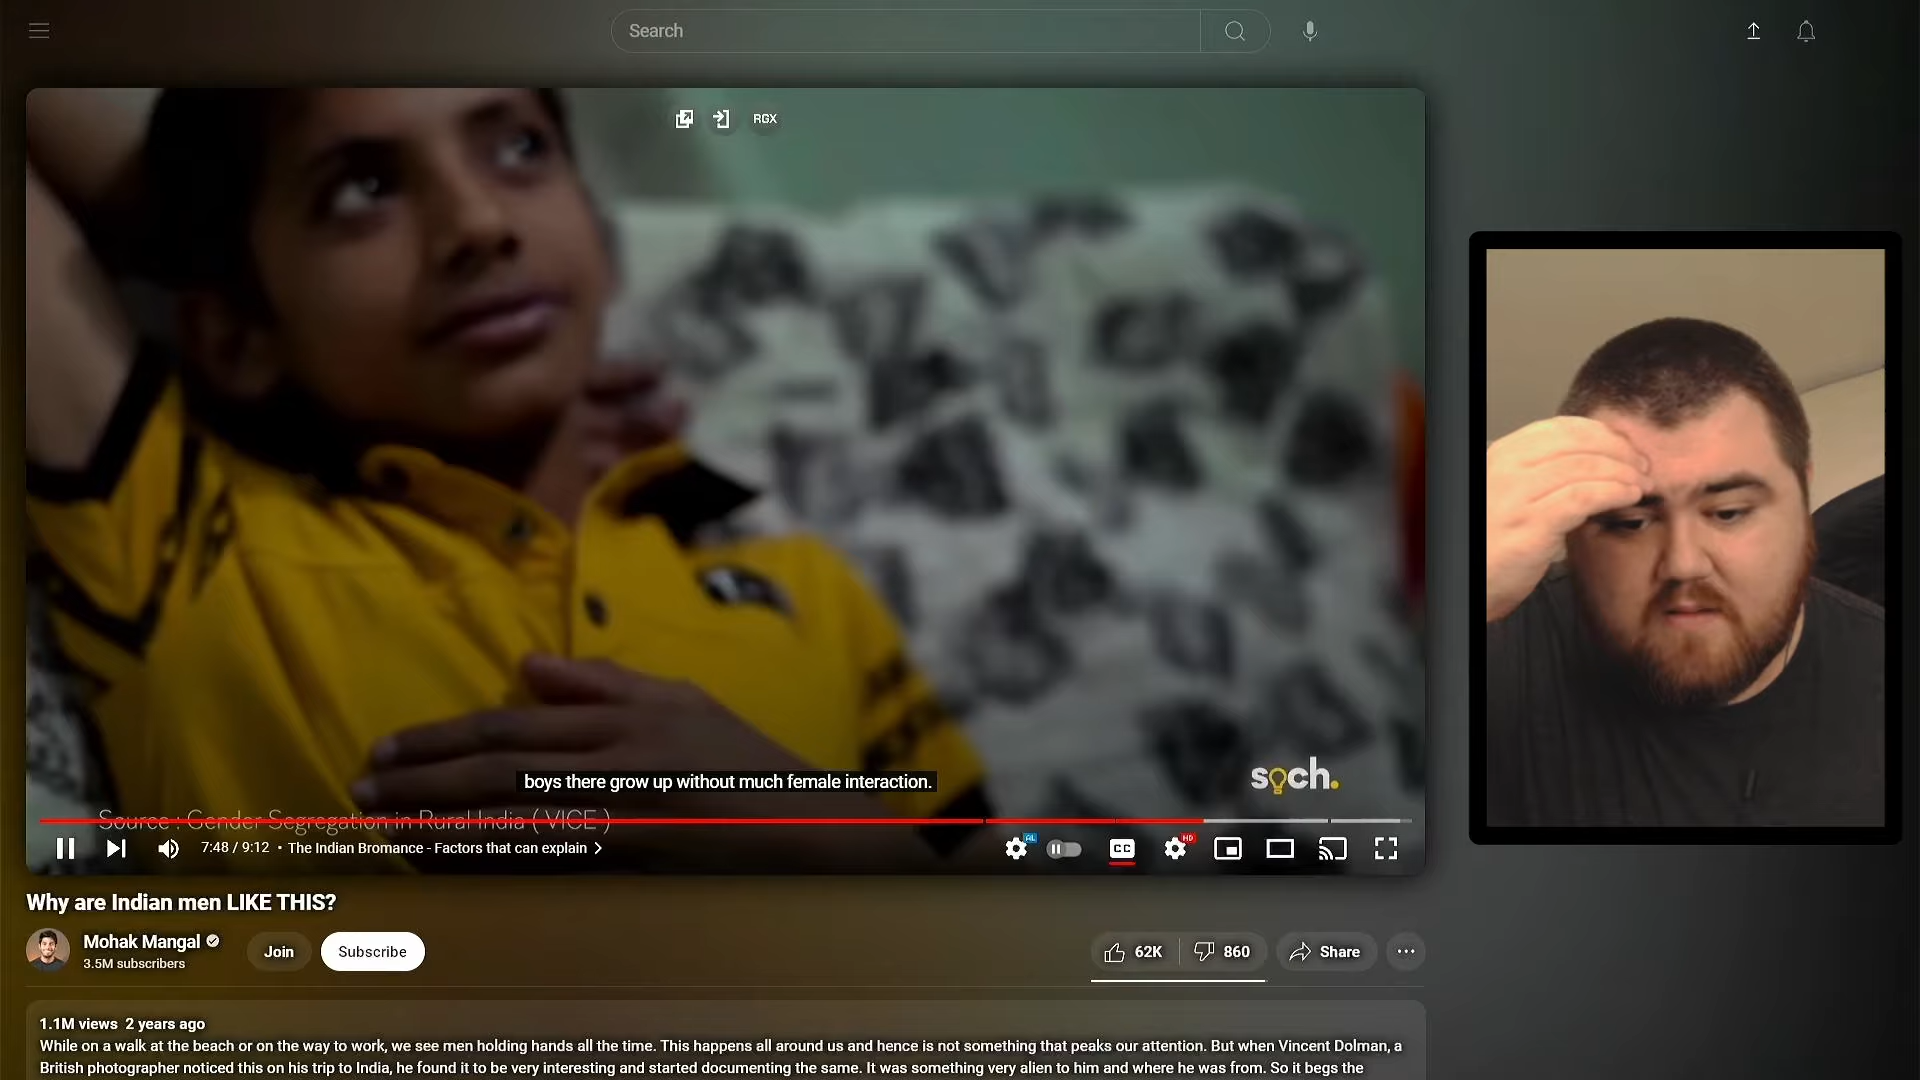 Search
RGX
boys there grow up without much female interaction.
soch.
Source : Gender Segregation in Rural India ( VICE )
7:48 / 9:12 • The Indian Bromance - Factors that can explain
AL
CC
HD
Why are Indian men LIKE THIS?
Mohak Mangal
3.5M subscribers
Join
Subscribe
62K
860
Share
1.1M views 2 years ago
While on a walk at the beach or on the way to work, we see men holding hands all the time. This happens all around us and hence is not something that peaks our attention. But when Vincent Dolman, a
British photographer noticed this on his trip to India, he found it to be very interesting and started documenting the same. It was something very alien to him and where he was from. So it begs the